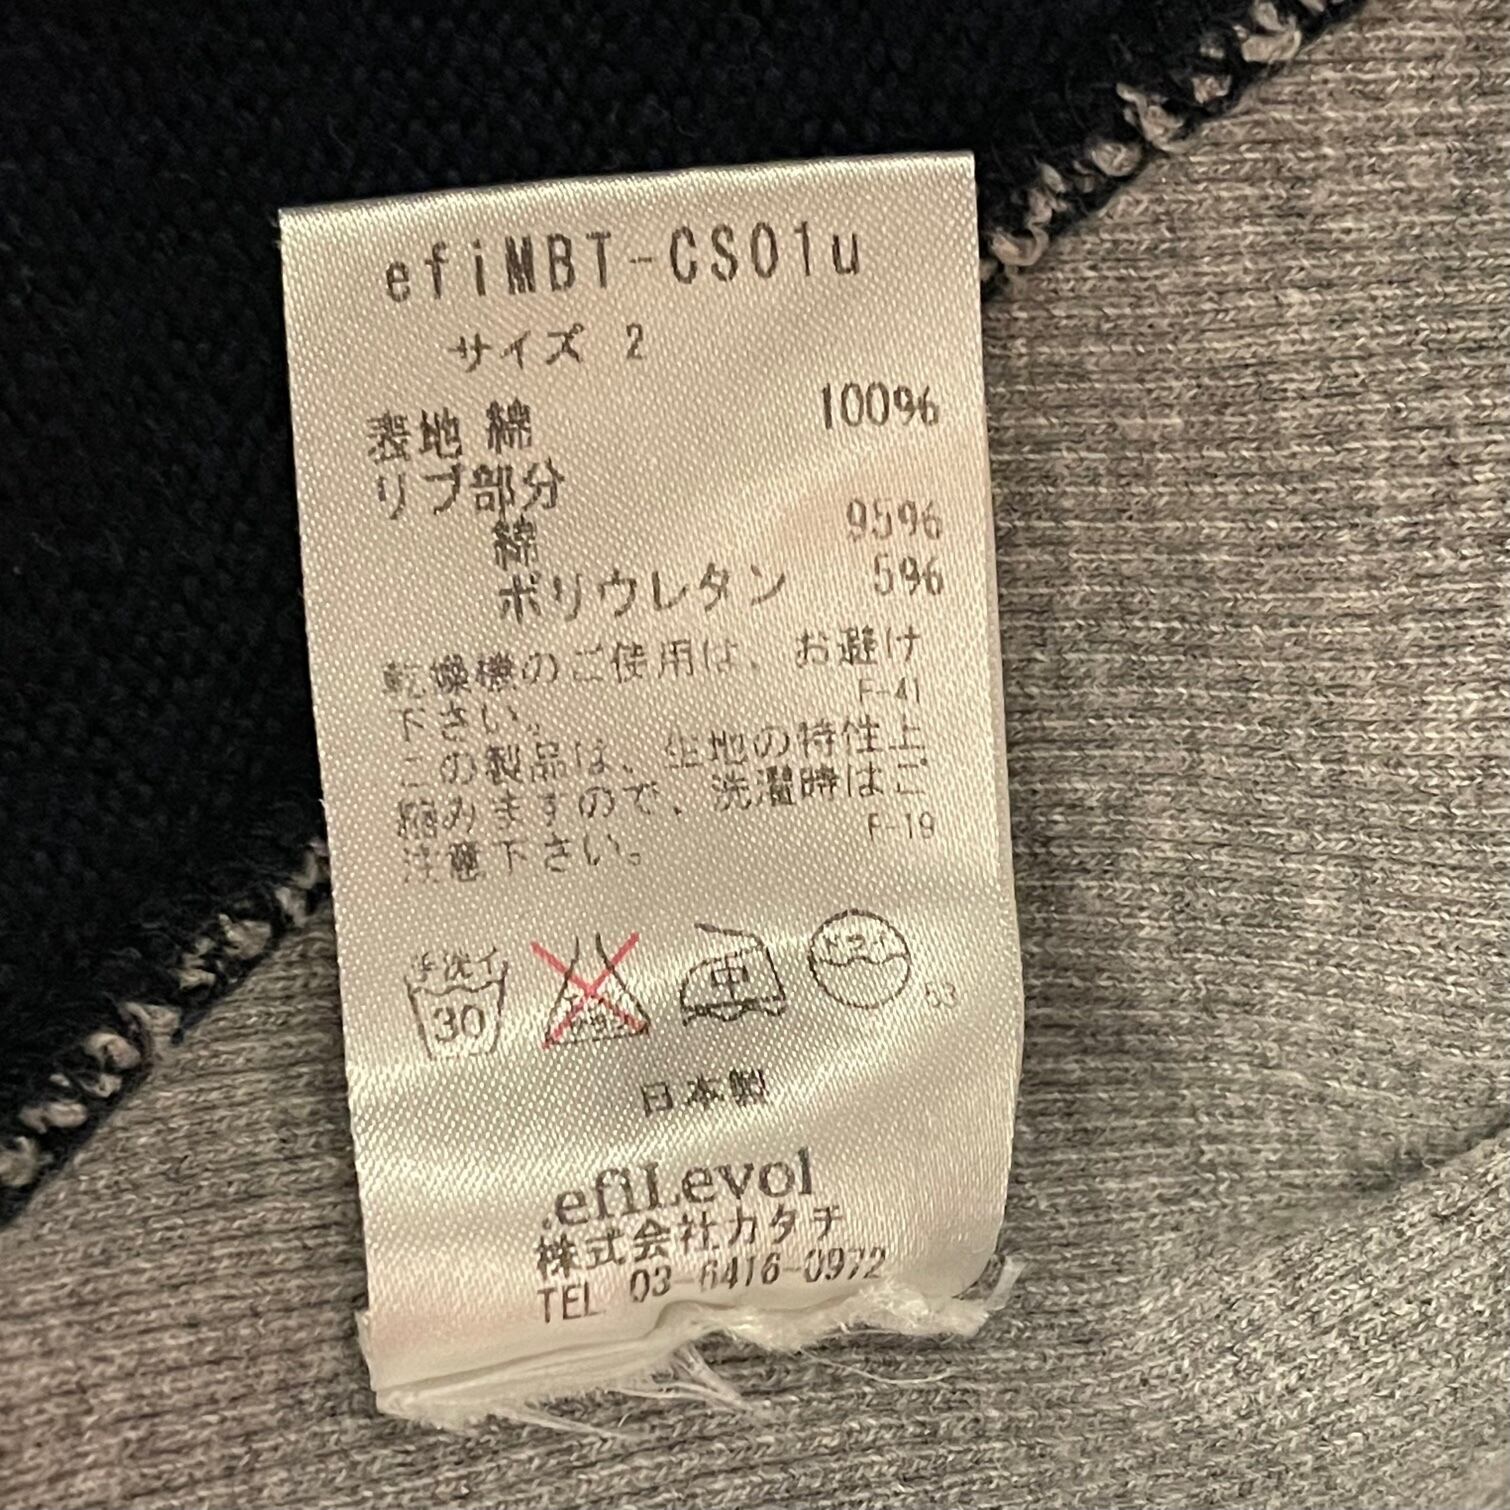 efiMBT-CS01u
サイズ 2
表地 綿 100%
リブ部分
綿 95%
ポリウレタン 5%
乾燥機のご使用は、お避け
下さい。 F-41
この製品は、生地の特性上
縮みますので、洗濯時はご
注意下さい。 F-19
手洗イ
30
中
ドライ
53
日本製
.efiLevol
株式会社カタチ
TEL 03-6416-0972